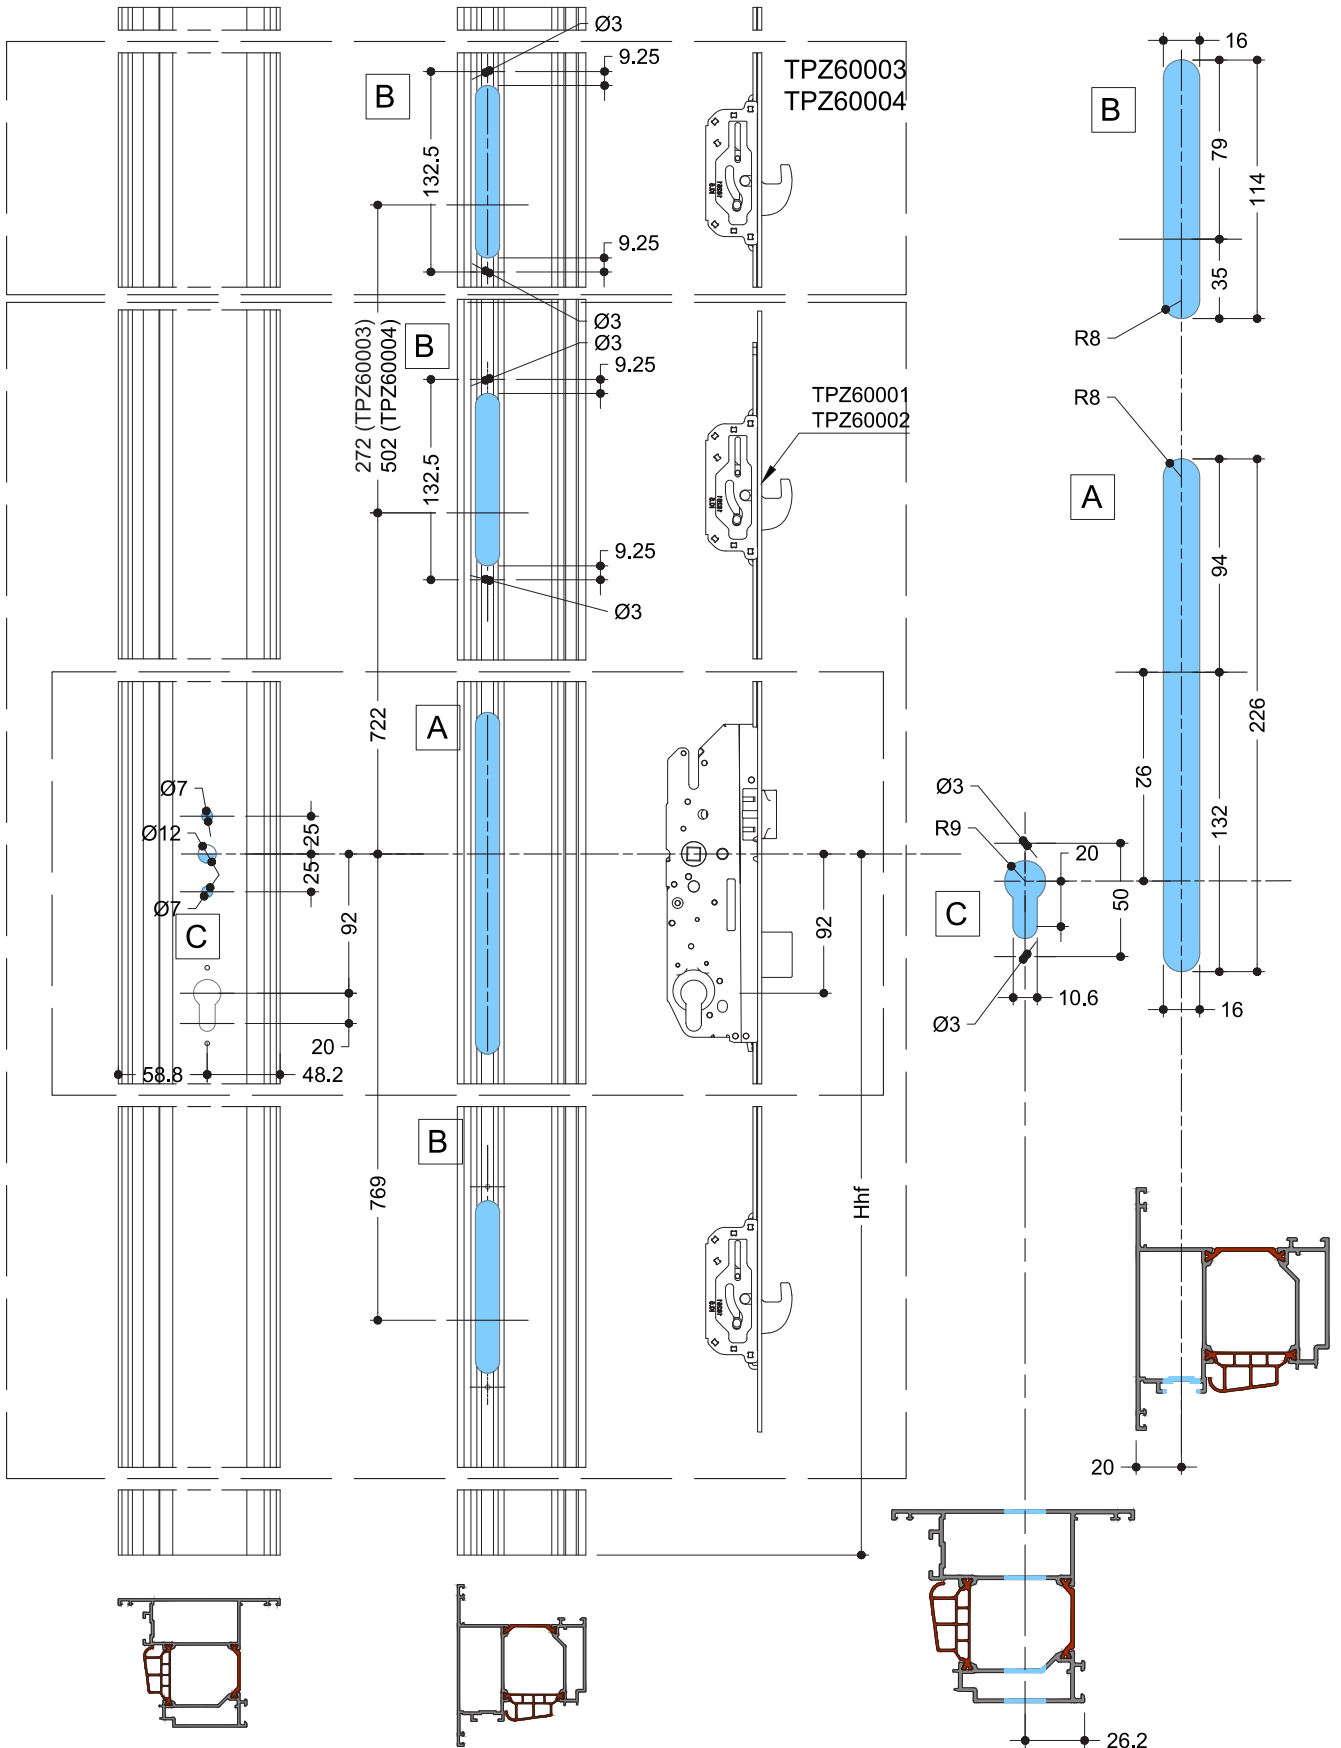 Ø3
9.25
16
TPZ60003
TPZ60004
B
B
132.5
79
114
9.25
35
Ø3
272 (TPZ60003)
502 (TPZ60004)
B
Ø3
R8
9.25
TPZ60001
TPZ60002
R8
132.5
A
9.25
94
Ø3
226
722
A
92
Ø7
Ø3
132
Ø12
25
R9
20
25
Ø7
50
C
92
92
C
10.6
16
20
Ø3
58.8
48.2
B
769
Hhf
20
26.2